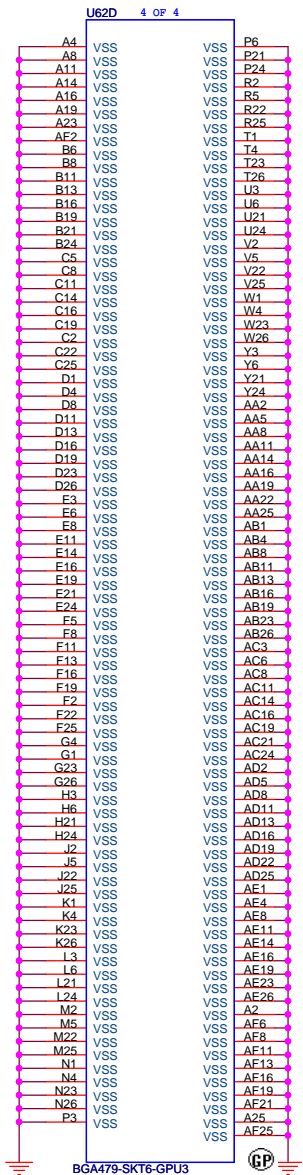 U62D 4 OF 4
A4 VSS VSS P6
A8 VSS VSS P21
A11 VSS VSS P24
A14 VSS VSS R2
A16 VSS VSS R5
A19 VSS VSS R22
A23 VSS VSS R25
AF2 VSS VSS T1
B6 VSS VSS T4
B8 VSS VSS T23
B11 VSS VSS T26
B13 VSS VSS U3
B16 VSS VSS U6
B19 VSS VSS U21
B21 VSS VSS U24
B24 VSS VSS V2
C5 VSS VSS V5
C8 VSS VSS V22
C11 VSS VSS V25
C14 VSS VSS W1
C16 VSS VSS W4
C19 VSS VSS W23
C2 VSS VSS W26
C22 VSS VSS Y3
C25 VSS VSS Y6
D1 VSS VSS Y21
D4 VSS VSS Y24
D8 VSS VSS AA2
D11 VSS VSS AA5
D13 VSS VSS AA8
D16 VSS VSS AA11
D19 VSS VSS AA14
D23 VSS VSS AA16
D26 VSS VSS AA19
E3 VSS VSS AA22
E6 VSS VSS AA25
E8 VSS VSS AB1
E11 VSS VSS AB4
E14 VSS VSS AB8
E16 VSS VSS AB11
E19 VSS VSS AB13
E21 VSS VSS AB16
E24 VSS VSS AB19
F5 VSS VSS AB23
F8 VSS VSS AB26
F11 VSS VSS AC3
F13 VSS VSS AC6
F16 VSS VSS AC8
F19 VSS VSS AC11
F2 VSS VSS AC14
F22 VSS VSS AC16
F25 VSS VSS AC19
G4 VSS VSS AC21
G1 VSS VSS AC24
G23 VSS VSS AD2
G26 VSS VSS AD5
H3 VSS VSS AD8
H6 VSS VSS AD11
H21 VSS VSS AD13
H24 VSS VSS AD16
J2 VSS VSS AD19
J5 VSS VSS AD22
J22 VSS VSS AD25
J25 VSS VSS AE1
K1 VSS VSS AE4
K4 VSS VSS AE8
K23 VSS VSS AE11
K26 VSS VSS AE14
L3 VSS VSS AE16
L6 VSS VSS AE19
L21 VSS VSS AE23
L24 VSS VSS AE26
M2 VSS VSS A2
M5 VSS VSS AF6
M22 VSS VSS AF8
M25 VSS VSS AF11
N1 VSS VSS AF13
N4 VSS VSS AF16
N23 VSS VSS AF19
N26 VSS VSS AF21
P3 VSS VSS A25
VSS AF25
BGA479-SKT6-GPU3 GP